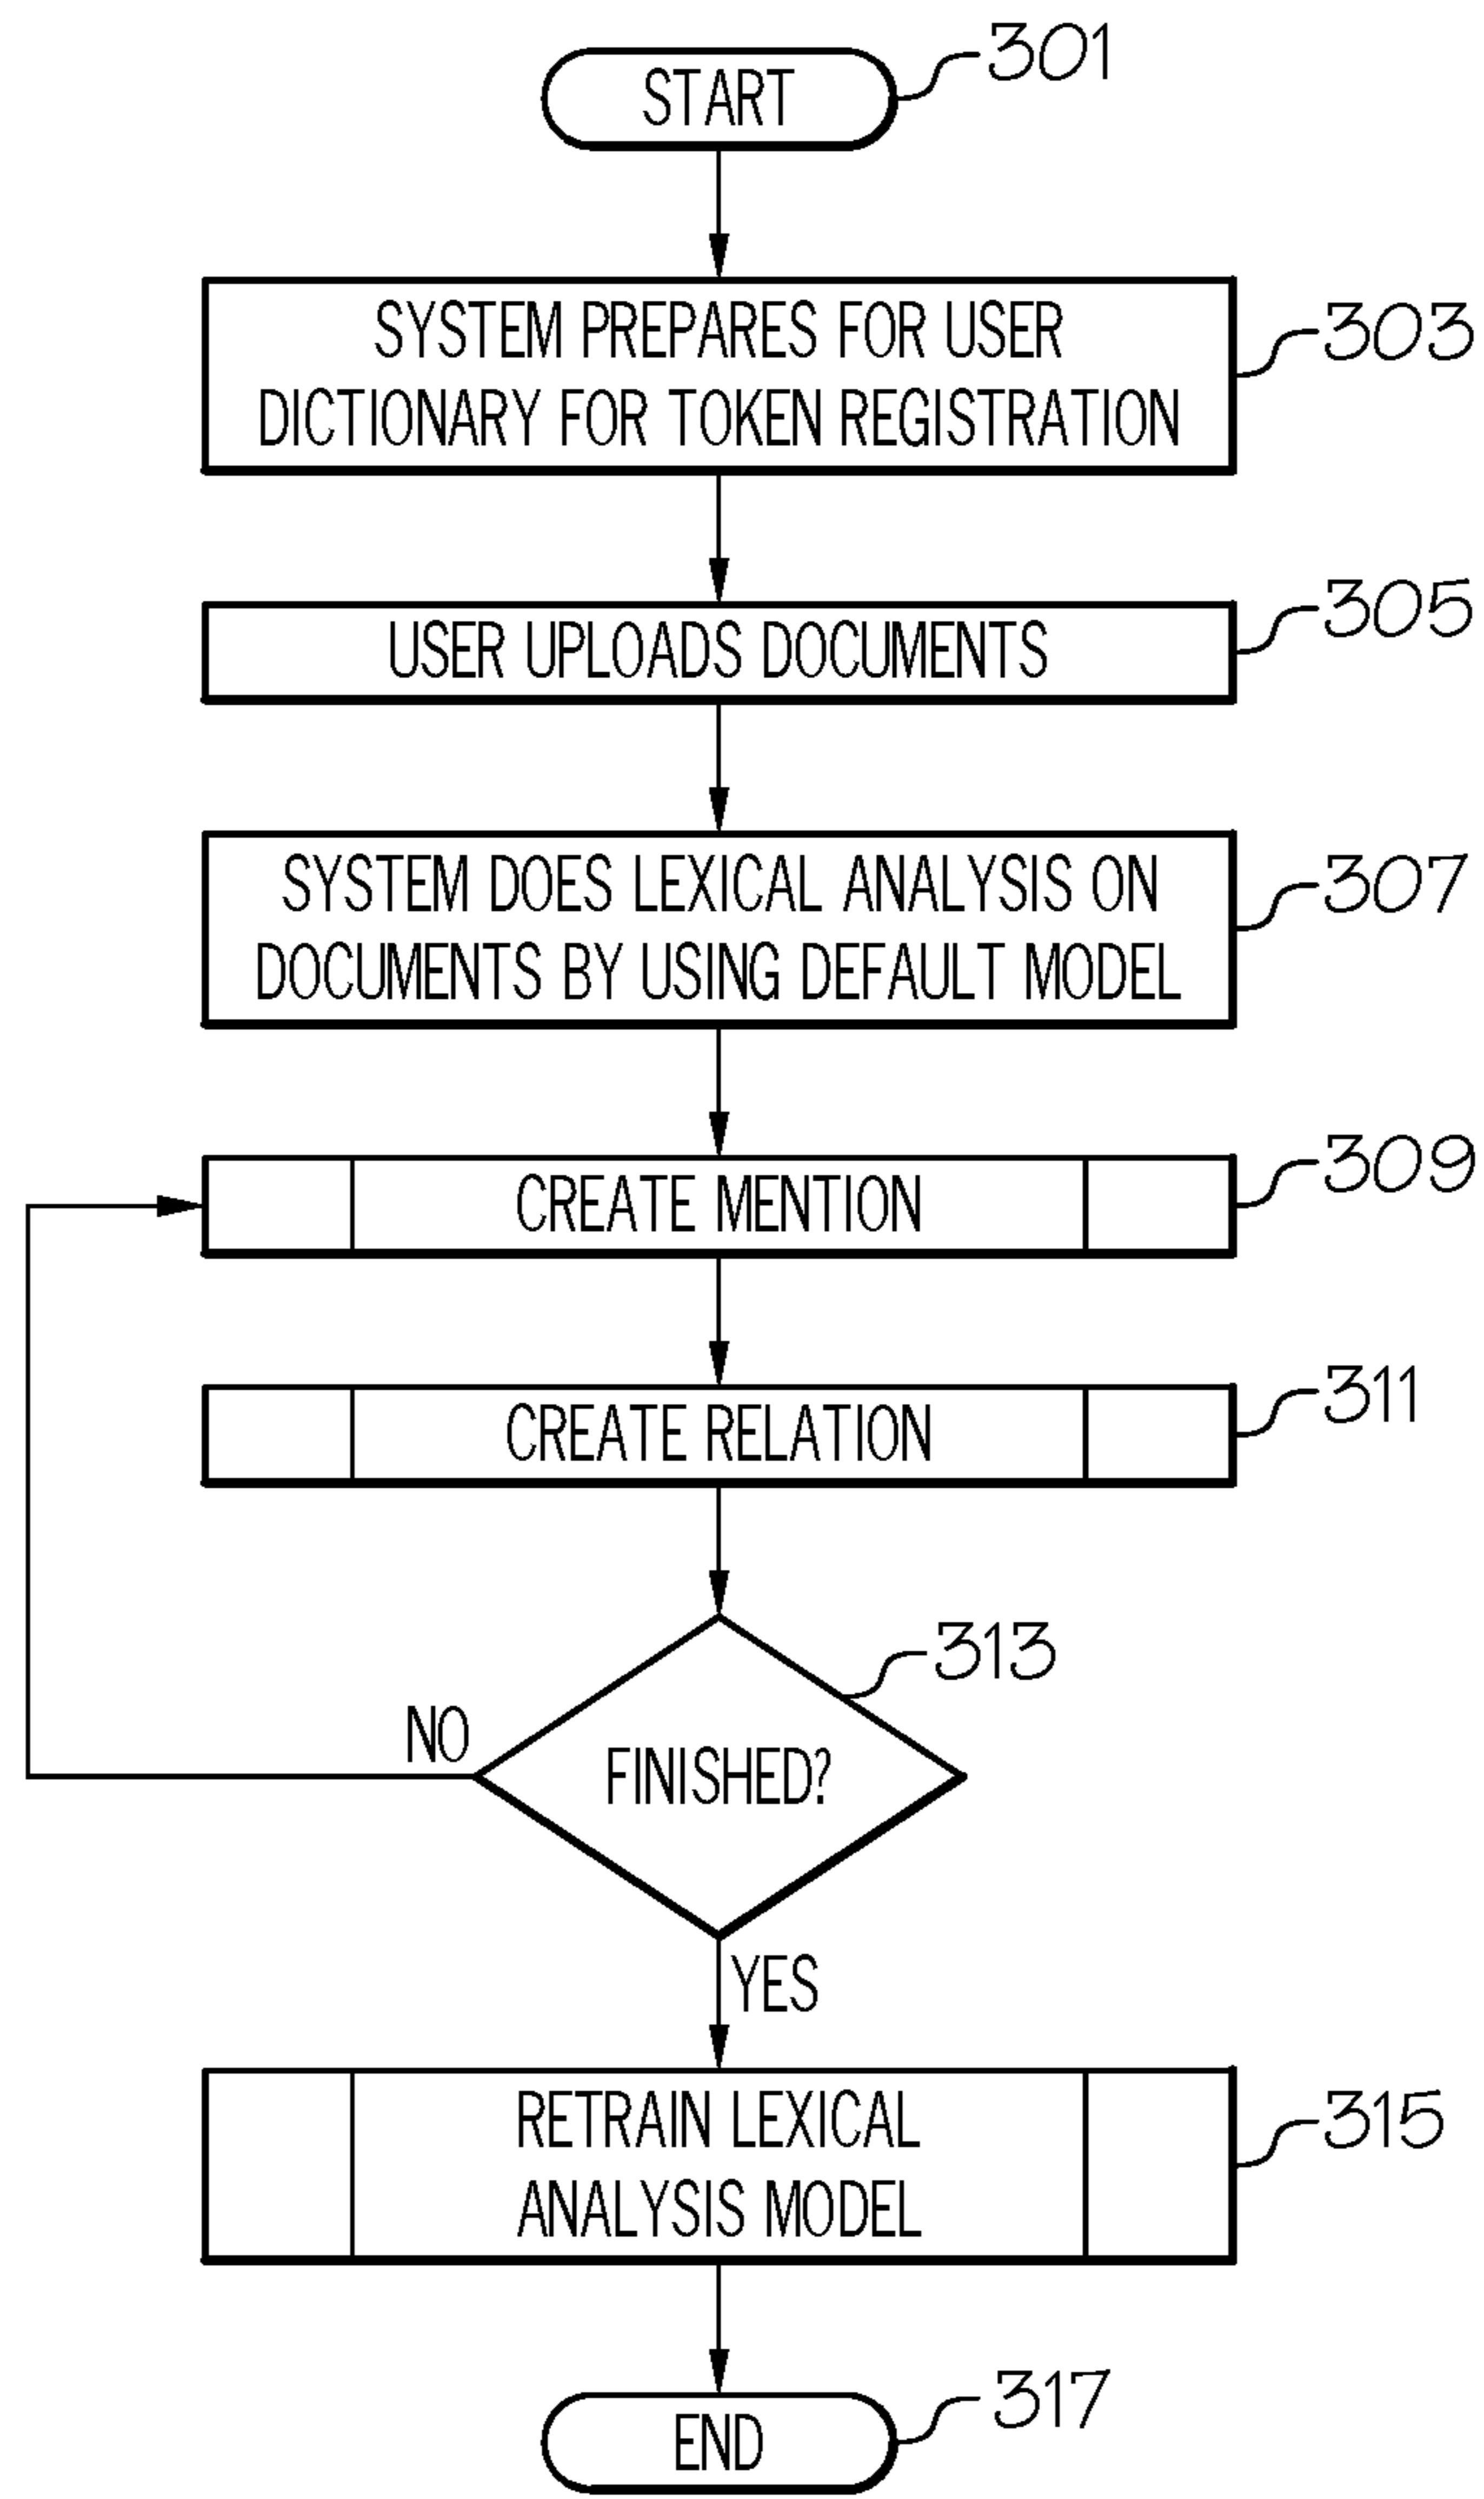 START
301
SYSTEM PREPARES FOR USER
DICTIONARY FOR TOKEN REGISTRATION
303
USER UPLOADS DOCUMENTS
305
SYSTEM DOES LEXICAL ANALYSIS ON
DOCUMENTS BY USING DEFAULT MODEL
307
CREATE MENTION
309
CREATE RELATION
311
FINISHED?
313
NO
YES
RETRAIN LEXICAL
ANALYSIS MODEL
315
END
317